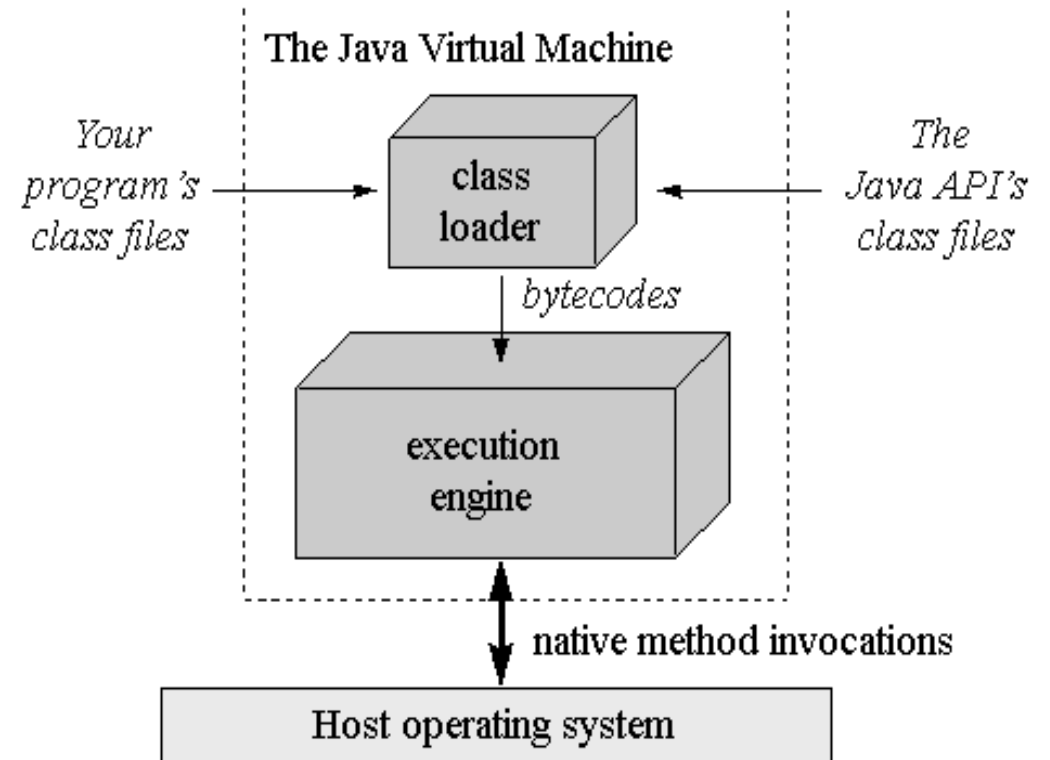 The Java Virtual Machine
Your
program's
class files
class
loader
The
Java API's
class files
bytecodes
execution
engine
native method invocations
Host operating system